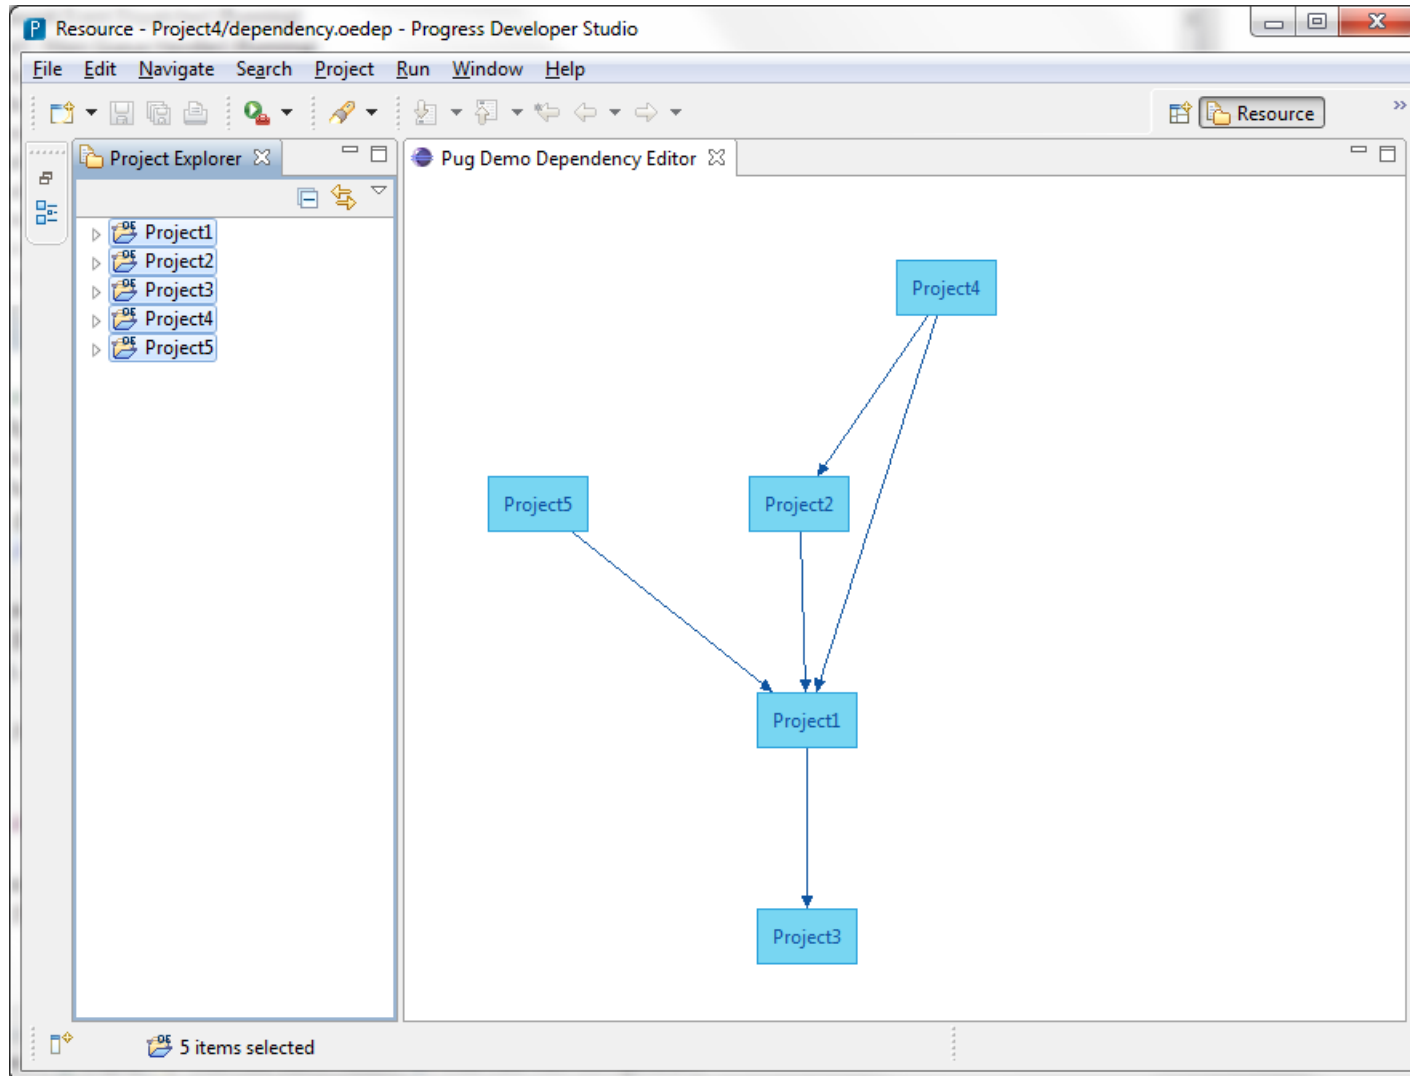 Resource - Project4/dependency.oedep - Progress Developer Studio
File Edit Navigate Search Project Run Window Help
Resource
Project Explorer
Pug Demo Dependency Editor
Project1
Project2
Project3
Project4
Project5
Project4
Project5
Project2
Project1
Project3
5 items selected